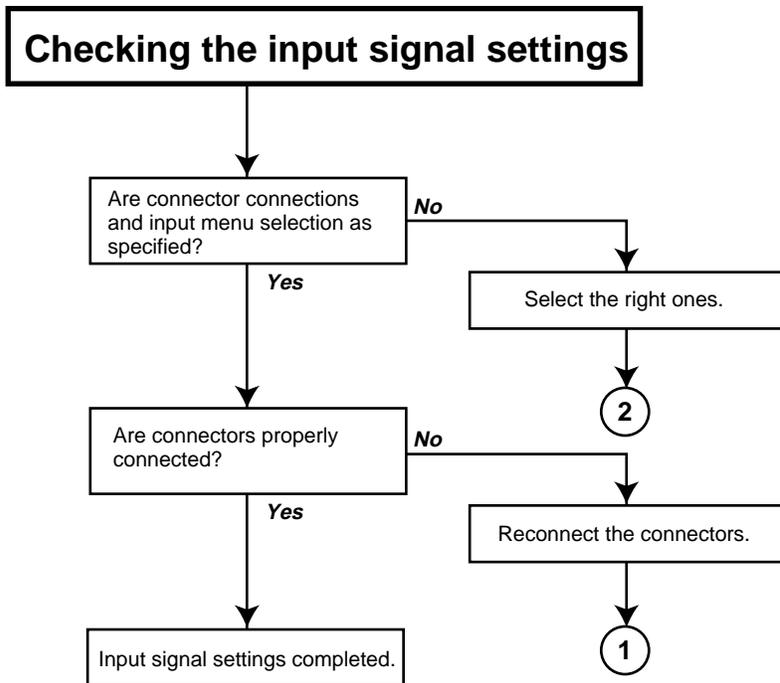 Checking the input signal settings
Are connector connections
and input menu selection as
specified?
No
Yes
Select the right ones.
2
Are connectors properly
connected?
No
Yes
Reconnect the connectors.
1
Input signal settings completed.